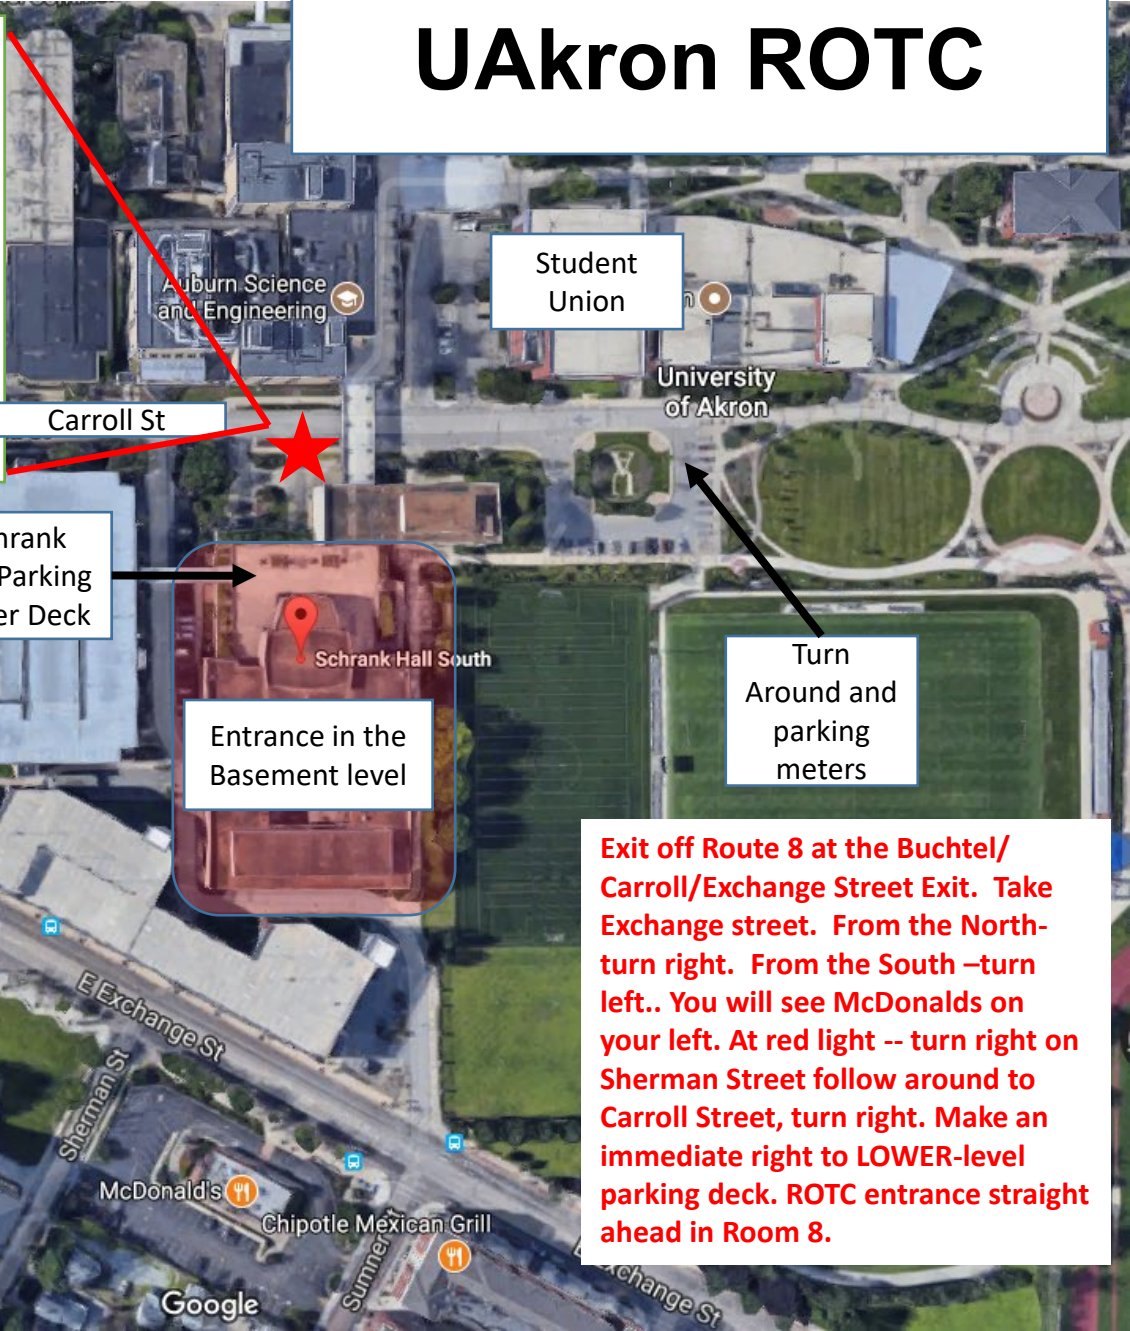 UAkron ROTC
Auburn Science
and Engineering
Student
Union
University
of Akron
Carroll St
Parking
Deck
Schrank Hall South
Entrance in the
Basement level
Turn
Around and
parking
meters
Exit off Route 8 at the Buchtel/
Carroll/Exchange Street Exit.  Take
Exchange street.  From the North-
turn right.  From the South –turn
left.. You will see McDonalds on
your left. At red light -- turn right on
Sherman Street follow around to
Carroll Street, turn right. Make an
immediate right to LOWER-level
parking deck. ROTC entrance straight
ahead in Room 8.
E Exchange St
Sherman St
McDonald's
Chipotle Mexican Grill
Sumner
Exchange St
Google